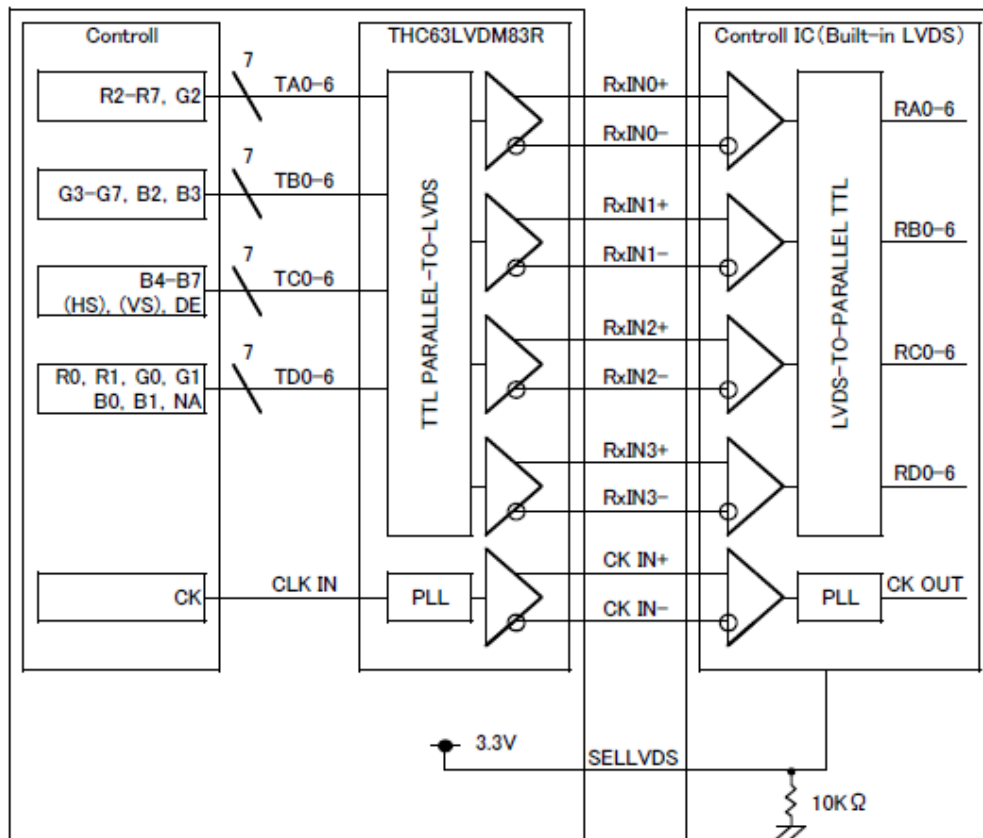 Controll
THC63LVDM83R
Controll IC(Built-in LVDS)
7
R2-R7, G2
TA0-6
RxIN0+
RxIN0-
RA0-6
7
G3-G7, B2, B3
TB0-6
RxIN1+
RxIN1-
RB0-6
7
B4-B7
(HS), (VS), DE
TC0-6
RxIN2+
RxIN2-
RC0-6
7
R0, R1, G0, G1
B0, B1, NA
TD0-6
RxIN3+
RxIN3-
RD0-6
TTL PARALLEL-TO-LVDS
LVDS-TO-PARALLEL TTL
CK
CLK IN
PLL
CK IN+
CK IN-
PLL
CK OUT
3.3V
SELLVDS
10KΩ